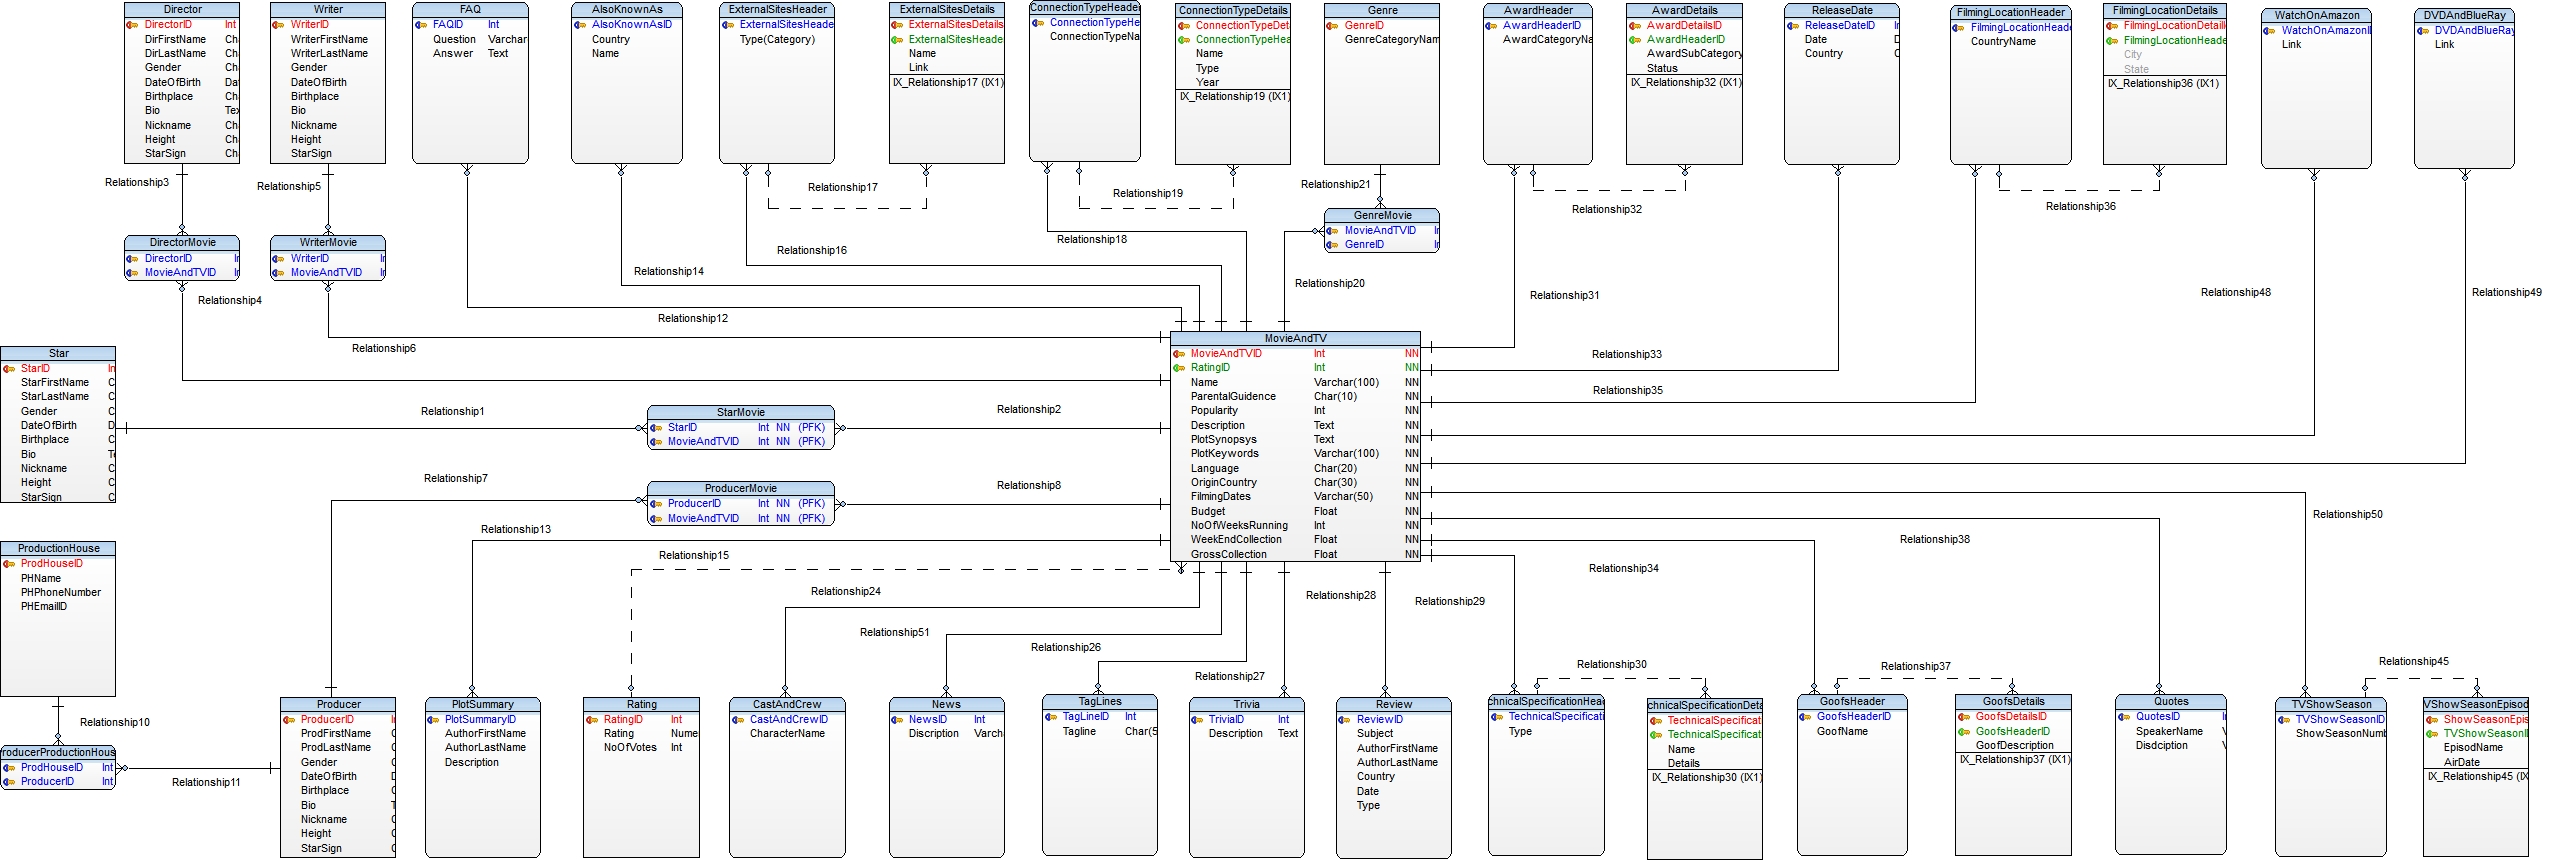 Director
DirectorID Int
DirFirstName Ch
DirLastName Ch
Gender Ch
DateOfBirth Da
Birthplace Ch
Bio Tex
Nickname Ch
Height Ch
StarSign Ch
Writer
WriterID
WriterFirstName
WriterLastName
Gender
DateOfBirth
Birthplace
Bio
Nickname
Height
StarSign
FAQ
FAQID Int
Question Varchar
Answer Text
AlsoKnownAs
AlsoKnownAsID
Country
Name
ExternalSitesHeader
ExternalSitesHeade
Type(Category)
ExternalSitesDetails
ExternalSitesDetails
ExternalSitesHeade
Name
Link
IX_Relationship17 (IX1)
ConnectionTypeHeader
ConnectionTypeHe
ConnectionTypeNa
ConnectionTypeDetails
ConnectionTypeDet
ConnectionTypeHea
Name
Type
Year
IX_Relationship19 (IX1)
Genre
GenreID
GenreCategoryNam
AwardHeader
AwardHeaderID
AwardCategoryNa
AwardDetails
AwardDetailsID
AwardHeaderID
AwardSubCategory
Status
IX_Relationship32 (IX1)
ReleaseDate
ReleaseDateID
Date
Country
FilmingLocationHeader
FilmingLocationHead
CountryName
FilmingLocationDetails
FilmingLocationDetail
FilmingLocationHeade
City
State
IX_Relationship36 (IX1)
WatchOnAmazon
WatchOnAmazonI
Link
DVDAndBlueRay
DVDAndBlueRay
Link
Relationship3
Relationship5
Relationship17
Relationship19
Relationship21
Relationship32
Relationship36
DirectorMovie
DirectorID
MovieAndTVID
WriterMovie
WriterID
MovieAndTVID
GenreMovie
MovieAndTVID
GenreID
Relationship4
Relationship14
Relationship16
Relationship18
Relationship20
Relationship31
Relationship48
Relationship49
Relationship12
Relationship6
Relationship33
Relationship35
Star
StarID In
StarFirstName C
StarLastName C
Gender C
DateOfBirth D
Birthplace C
Bio Te
Nickname C
Height C
StarSign C
MovieAndTV
MovieAndTVID Int NN
RatingID Int NN
Name Varchar(100) NN
ParentalGuidence Char(10) NN
Popularity Int NN
Description Text NN
PlotSynopsys Text NN
PlotKeywords Varchar(100) NN
Language Char(20) NN
OriginCountry Char(30) NN
FilmingDates Varchar(50) NN
Budget Float NN
NoOfWeeksRunning Int NN
WeekEndCollection Float NN
GrossCollection Float NN
Relationship1
StarMovie
StarID Int NN (PFK)
MovieAndTVID Int NN (PFK)
Relationship2
Relationship7
ProducerMovie
ProducerID Int NN (PFK)
MovieAndTVID Int NN (PFK)
Relationship8
Relationship13
Relationship15
Relationship24
Relationship51
Relationship26
Relationship27
Relationship28
Relationship29
Relationship34
Relationship38
Relationship50
Relationship30
Relationship37
Relationship45
ProductionHouse
ProdHouseID
PHName
PHPhoneNumber
PHEmailID
Relationship10
roducerProductionHous
ProdHouseID Int
ProducerID Int
Relationship11
Producer
ProducerID
ProdFirstName
ProdLastName
Gender
DateOfBirth
Birthplace
Bio
Nickname
Height
StarSign
PlotSummary
PlotSummaryID
AuthorFirstName
AuthorLastName
Description
Rating
RatingID Int
Rating Nume
NoOfVotes Int
CastAndCrew
CastAndCrewID
CharacterName
News
NewsID Int
Discription Varch
TagLines
TagLineID Int
Tagline Char(5
Trivia
TriviaID Int
Description Text
Review
ReviewID
Subject
AuthorFirstName
AuthorLastName
Country
Date
Type
chnicalSpecificationHead
TechnicalSpecificati
Type
chnicalSpecificationDeta
TechnicalSpecificat
TechnicalSpecificat
Name
Details
IX_Relationship30 (IX1)
GoofsHeader
GoofsHeaderID
GoofName
GoofsDetails
GoofsDetailsID
GoofsHeaderID
GoofDescription
IX_Relationship37 (IX1)
Quotes
QuotesID
SpeakerName
Disdciption
TVShowSeason
TVShowSeasonID
ShowSeasonNumb
VShowSeasonEpisod
ShowSeasonEpis
TVShowSeasonI
EpisodName
AirDate
IX_Relationship45 (IX